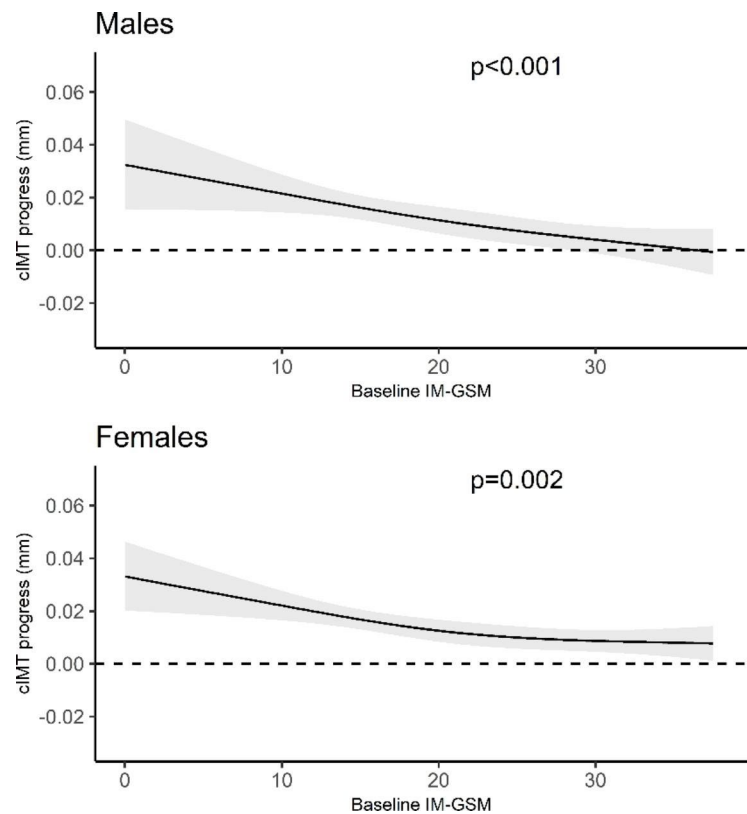 Males
p<0.001
0.06
0.04
0.02
0.00
-0.02
cIMT progress (mm)
0 10 20 30
Baseline IM-GSM
Females
p=0.002
0.06
0.04
0.02
0.00
-0.02
cIMT progress (mm)
0 10 20 30
Baseline IM-GSM